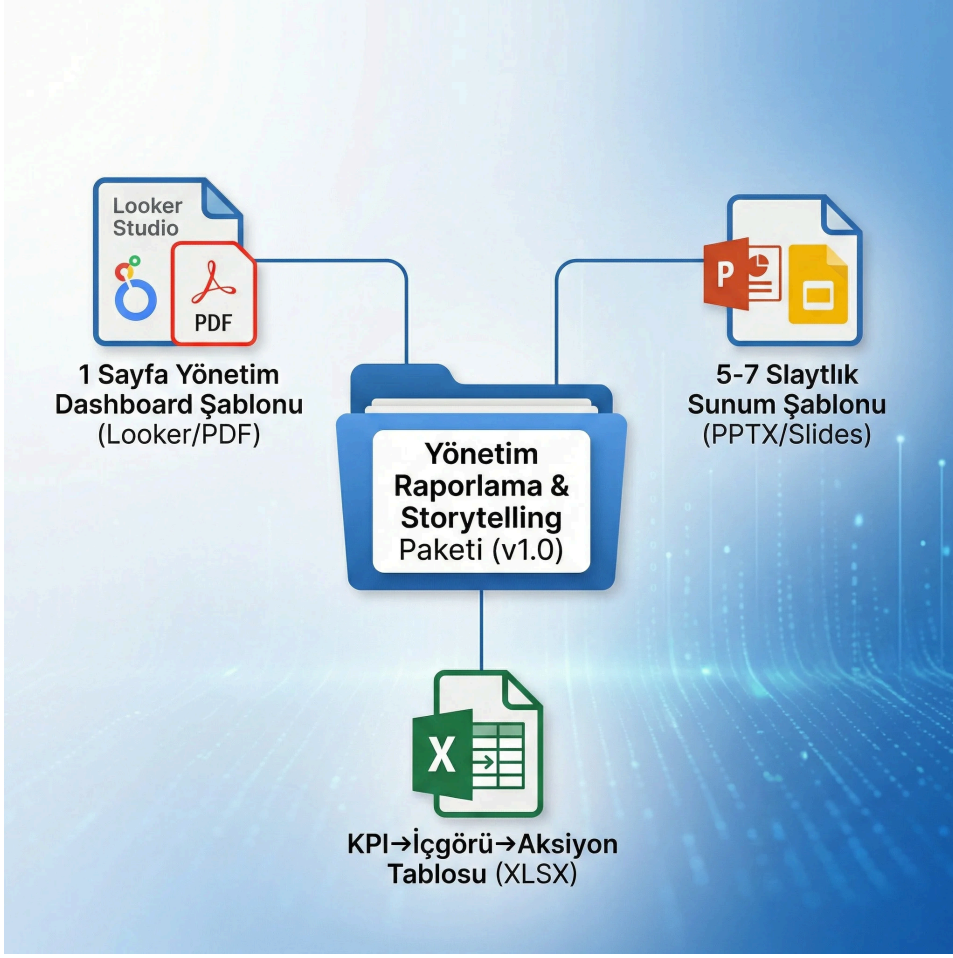 Looker
Studio
PDF
1 Sayfa Yönetim
Dashboard Şablonu
(Looker/PDF)
P
5-7 Slaytlık
Sunum Şablonu
(PPTX/Slides)
Yönetim
Raporlama &
Storytelling
Paketi (v1.0)
X
KPI→İçgörü→Aksiyon
Tablosu (XLSX)